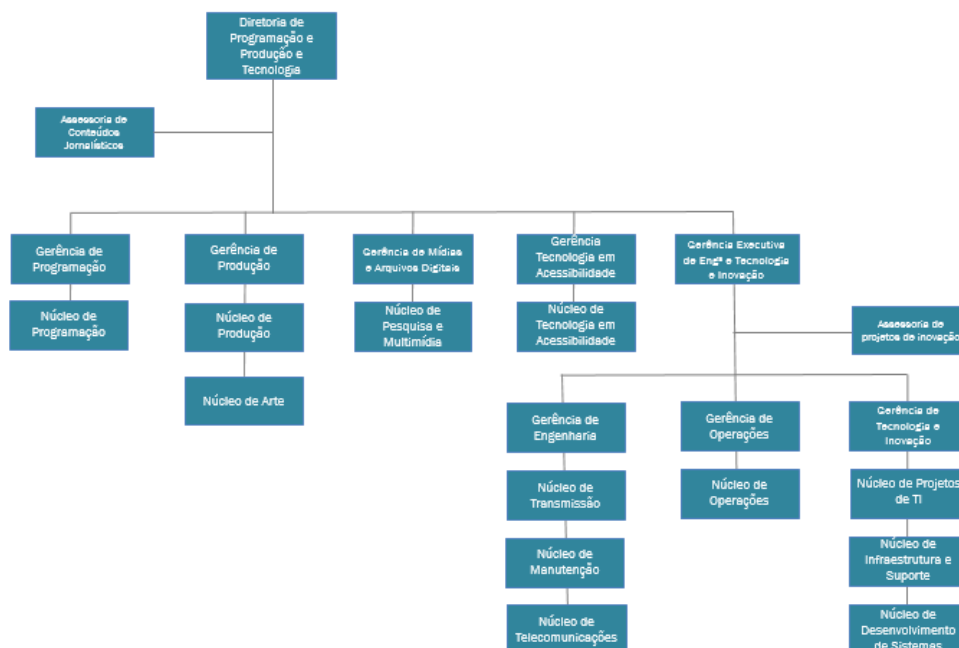 Diretoria de
Programação e
Produção e
Tecnologia
Assessoria de
Conteúdos
Jornalísticos
Gerência de
Programação
Gerência de
Produção
Gerência de Mídias
e Arquivos Digitais
Gerência
Tecnologia em
Acessibilidade
Gerência Executiva
de Engª e Tecnologia
e Inovação
Núcleo de
Programação
Núcleo de
Produção
Núcleo de
Pesquisa e
Multimídia
Núcleo de
Tecnologia em
Acessibilidade
Assessoria de
projetos de inovação
Núcleo de Arte
Gerência de
Engenharia
Gerência de
Operações
Gerência de
Tecnologia e
Inovação
Núcleo de
Transmissão
Núcleo de
Operações
Núcleo de Projetos
de TI
Núcleo de
Manutenção
Núcleo de
Infraestrutura e
Suporte
Núcleo de
Telecomunicações
Núcleo de
Desenvolvimento
de Sistemas